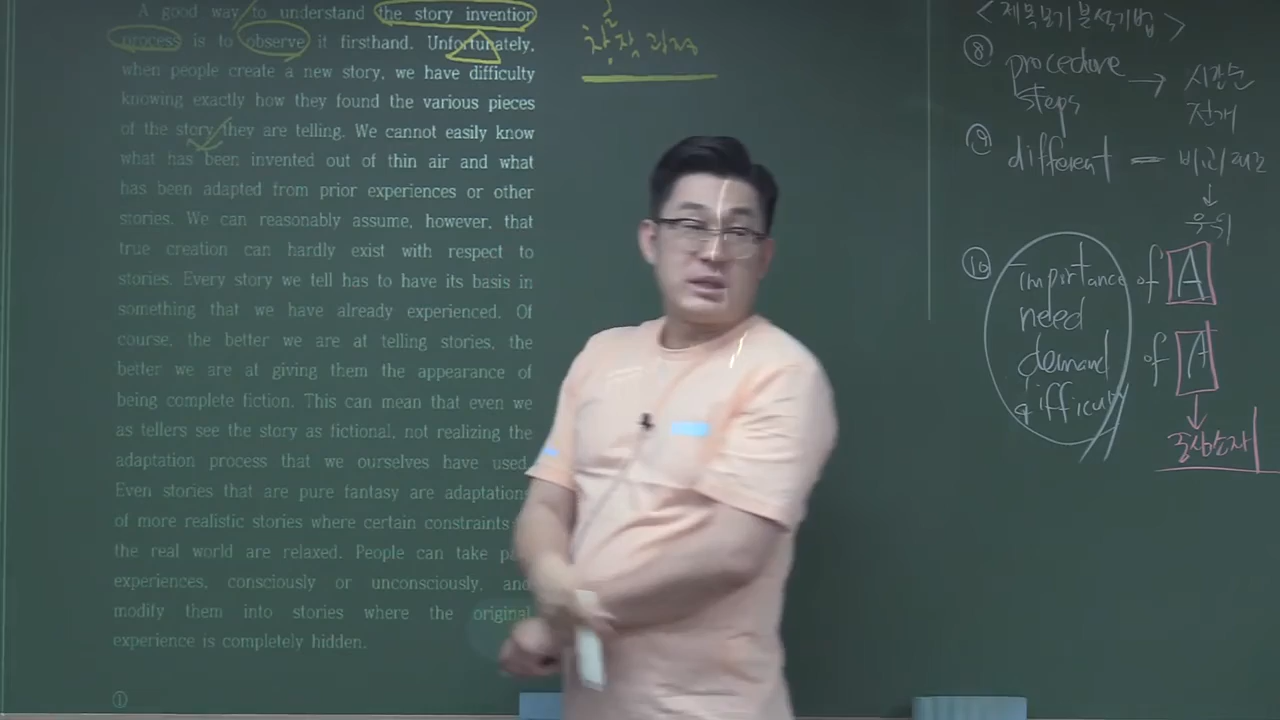 A good way to understand the story invention
process is to observe it firsthand. Unfortunately,
when people create a new story, we have difficulty
knowing exactly how they found the various pieces
of the story they are telling. We cannot easily know
what has been invented out of thin air and what
has been adapted from prior experiences or other
stories. We can reasonably assume, however, that
true creation can hardly exist with respect to
stories. Every story we tell has to have its basis in
something that we have already experienced. Of
course, the better we are at telling stories, the
better we are at giving them the appearance of
being complete fiction. This can mean that even we
as tellers see the story as fictional, not realizing the
adaptation process that we ourselves have used.
Even stories that are pure fantasy are adaptation
of more realistic stories where certain constraints
the real world are relaxed. People can take
experiences, consciously or unconsciously, and
modify them into stories where the original
experience is completely hidden.
①
창작 과정
<제목보기 분석기법>
⑧ procedure → 시간순
steps 전개
⑨ different =
↓
우위
⑩ importance of A
need
demand of A
difficulty
↓